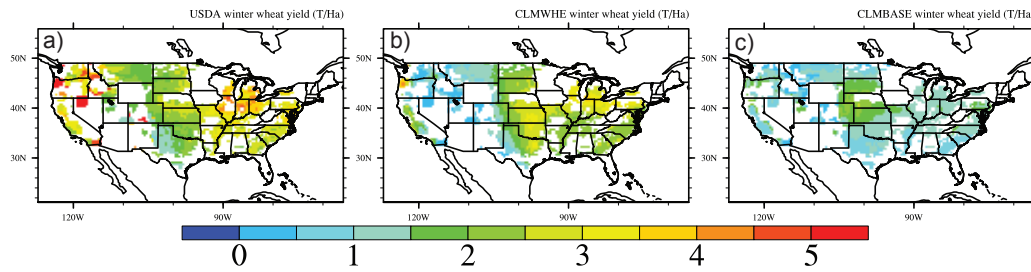 USDA winter wheat yield (T/Ha)
CLMWHE winter wheat yield (T/Ha)
CLMBASE winter wheat yield (T/Ha)
a)
b)
c)
50N
50N
50N
40N
40N
40N
30N
30N
30N
120W
90W
120W
90W
120W
90W
0
1
2
3
4
5